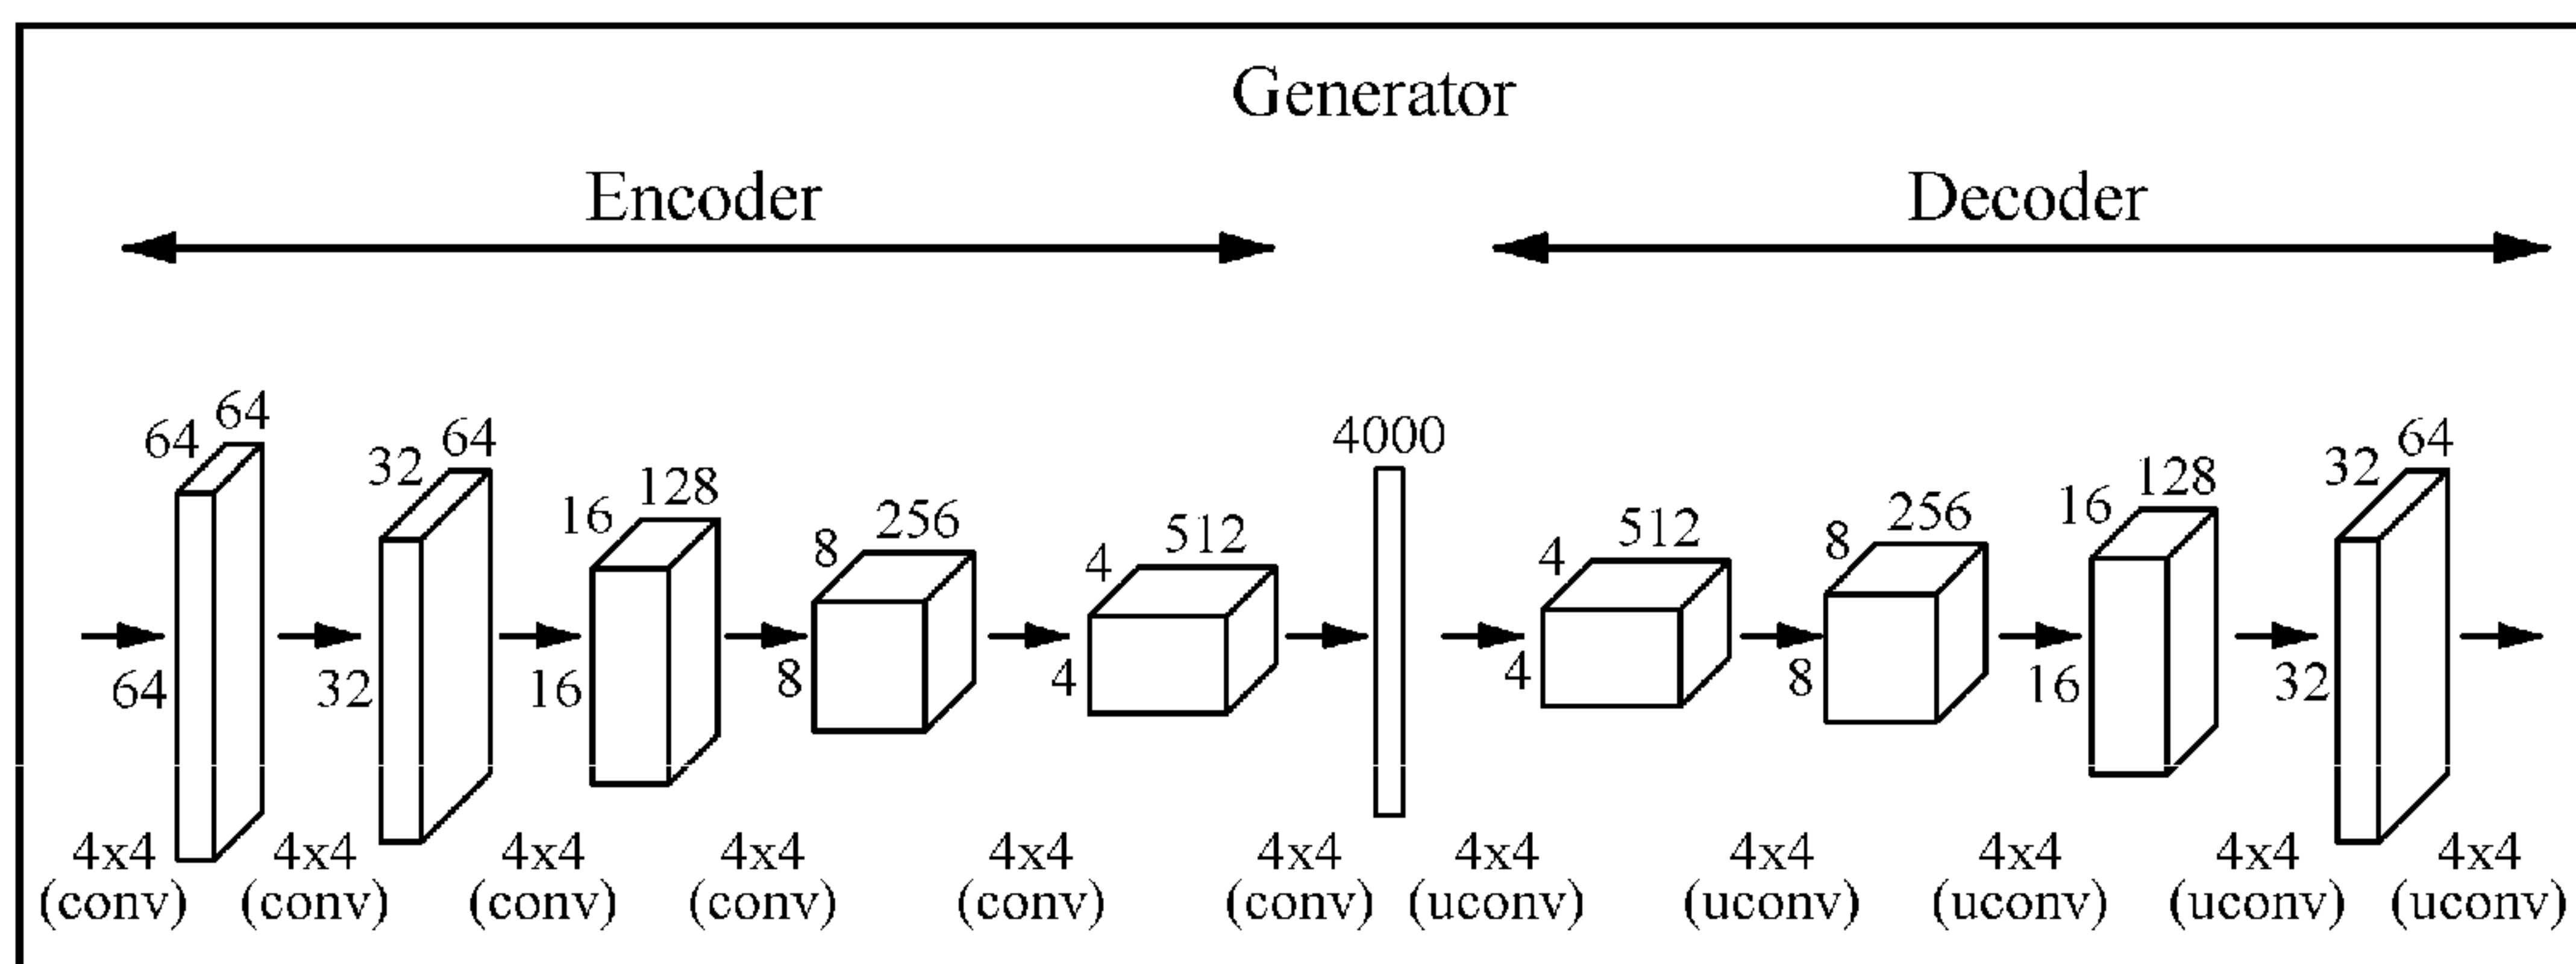 Generator
Encoder Decoder
64 64 32 64 16 128 8 256 4 512 4000 4 512 8 256 16 128 32 64
64 32 16 8 4 4 8 16 32
4x4 4x4 4x4 4x4 4x4 4x4 4x4 4x4 4x4 4x4 4x4
(conv) (conv) (conv) (conv) (conv) (conv) (uconv) (uconv) (uconv) (uconv) (uconv)